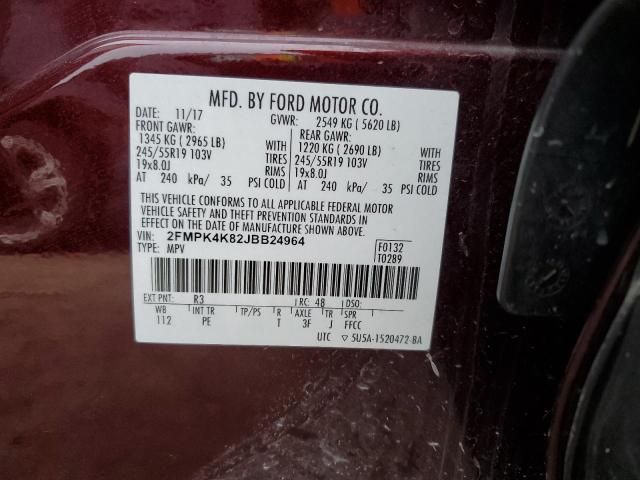 MFD. BY FORD MOTOR CO.
DATE: 11/17 GVWR: 2549 KG ( 5620 LB)
FRONT GAWR: REAR GAWR:
1345 KG ( 2965 LB) WITH 1220 KG ( 2690 LB) WITH
245/55R19 103V TIRES 245/55R19 103V TIRES
19x8.0J RIMS 19x8.0J RIMS
AT 240 kPa/ 35 PSI COLD AT 240 kPa/ 35 PSI COLD
THIS VEHICLE CONFORMS TO ALL APPLICABLE FEDERAL MOTOR
VEHICLE SAFETY AND THEFT PREVENTION STANDARDS IN
EFFECT ON THE DATE OF MANUFACTURE SHOWN ABOVE.
VIN: 2FMPK4K82JBB24964 F0132
TYPE: MPV T0289
EXT PNT: R3 RC: 48 DSO:
WB INT TR TP/PS R AXLE TR SPR
112 PE T 3F J FFCC
UTC ▽ 5U5A-1520472-BA